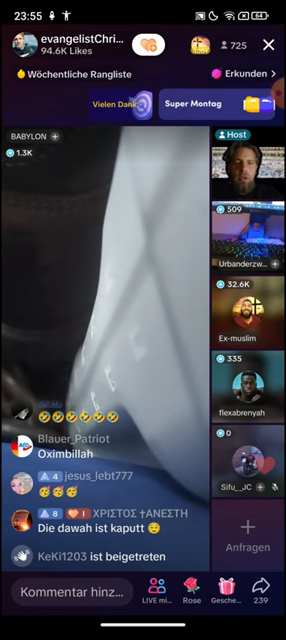 23:55
64
evangelistChri...
94.6K Likes
725
Wöchentliche Rangliste
Erkunden >
Vielen Dank
Super Montag
BABYLON +
1.3K
Host
509
Urbanderzw... +
32.6K
Ex-muslim
335
flexabrenyah
0
Sifu__JC +
🤣🤣🤣🤣🤣🤣
Blauer_Patriot
Oximbillah
4 jesus_lebt777
🥳🥳🥳
8 1 ΧΡΙΣΤΟΣ †ΑΝΕΣΤΗ
Die dawah ist kaputt 😌
KeKi1203 ist beigetreten
+
Anfragen
Kommentar hinz...
LIVE mi...
Rose
Gesche...
239